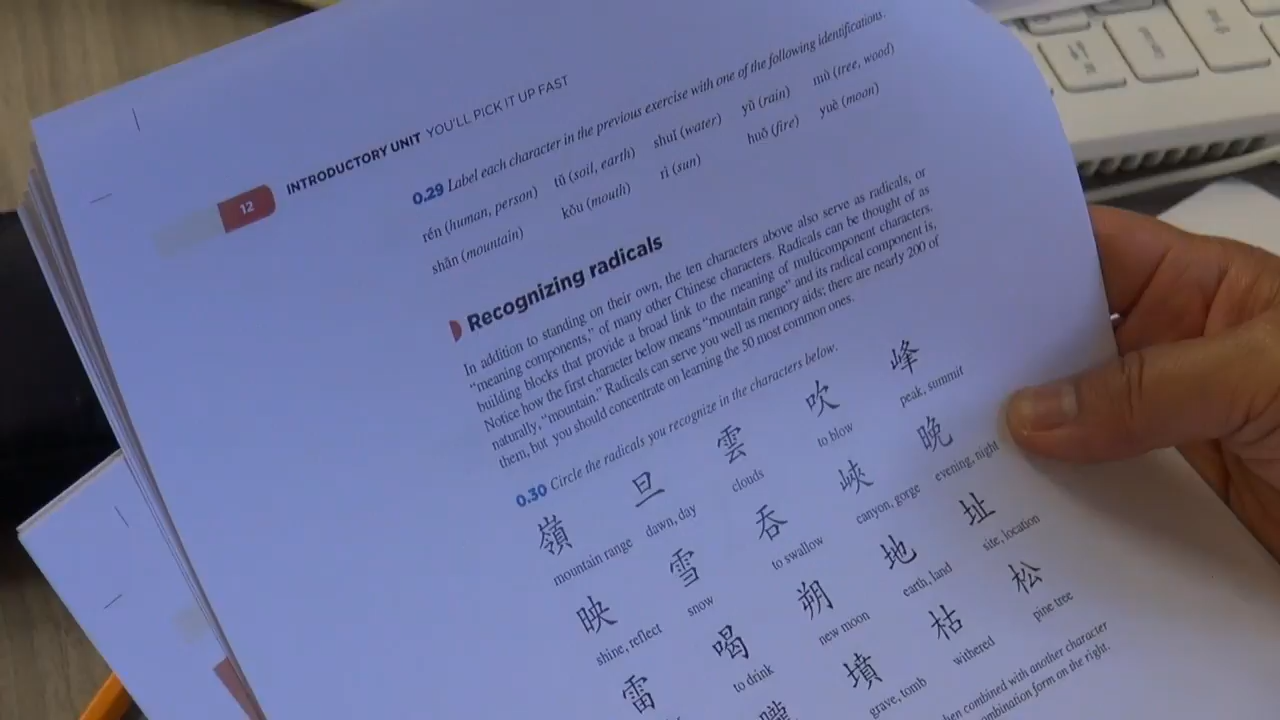 12 INTRODUCTORY UNIT YOU'LL PICK IT UP FAST
0.29 Label each character in the previous exercise with one of the following identifications.
rén (human, person) tǔ (soil, earth) shuǐ (water) yǔ (rain) mù (tree, wood)
shān (mountain) kǒu (mouth) rì (sun) huǒ (fire) yuè (moon)
Recognizing radicals
In addition to standing on their own, the ten characters above also serve as radicals, or
"meaning components," of many other Chinese characters. Radicals can be thought of as
building blocks that provide a broad link to the meaning of multicomponent characters.
Notice how the first character below means "mountain range" and its radical component is,
naturally, "mountain." Radicals can serve you well as memory aids; there are nearly 200 of
them, but you should concentrate on learning the 50 most common ones.
0.30 Circle the radicals you recognize in the characters below.
嶺 旦 雲 吹 峰
mountain range dawn, day clouds to blow peak, summit
映 雪 吞 峽 晚
shine, reflect snow to swallow canyon, gorge evening, night
雷 喝 朔 地 址
to drink new moon earth, land site, location
墳 枯 松
grave, tomb withered pine tree
hen combined with another character
ombination form on the right.